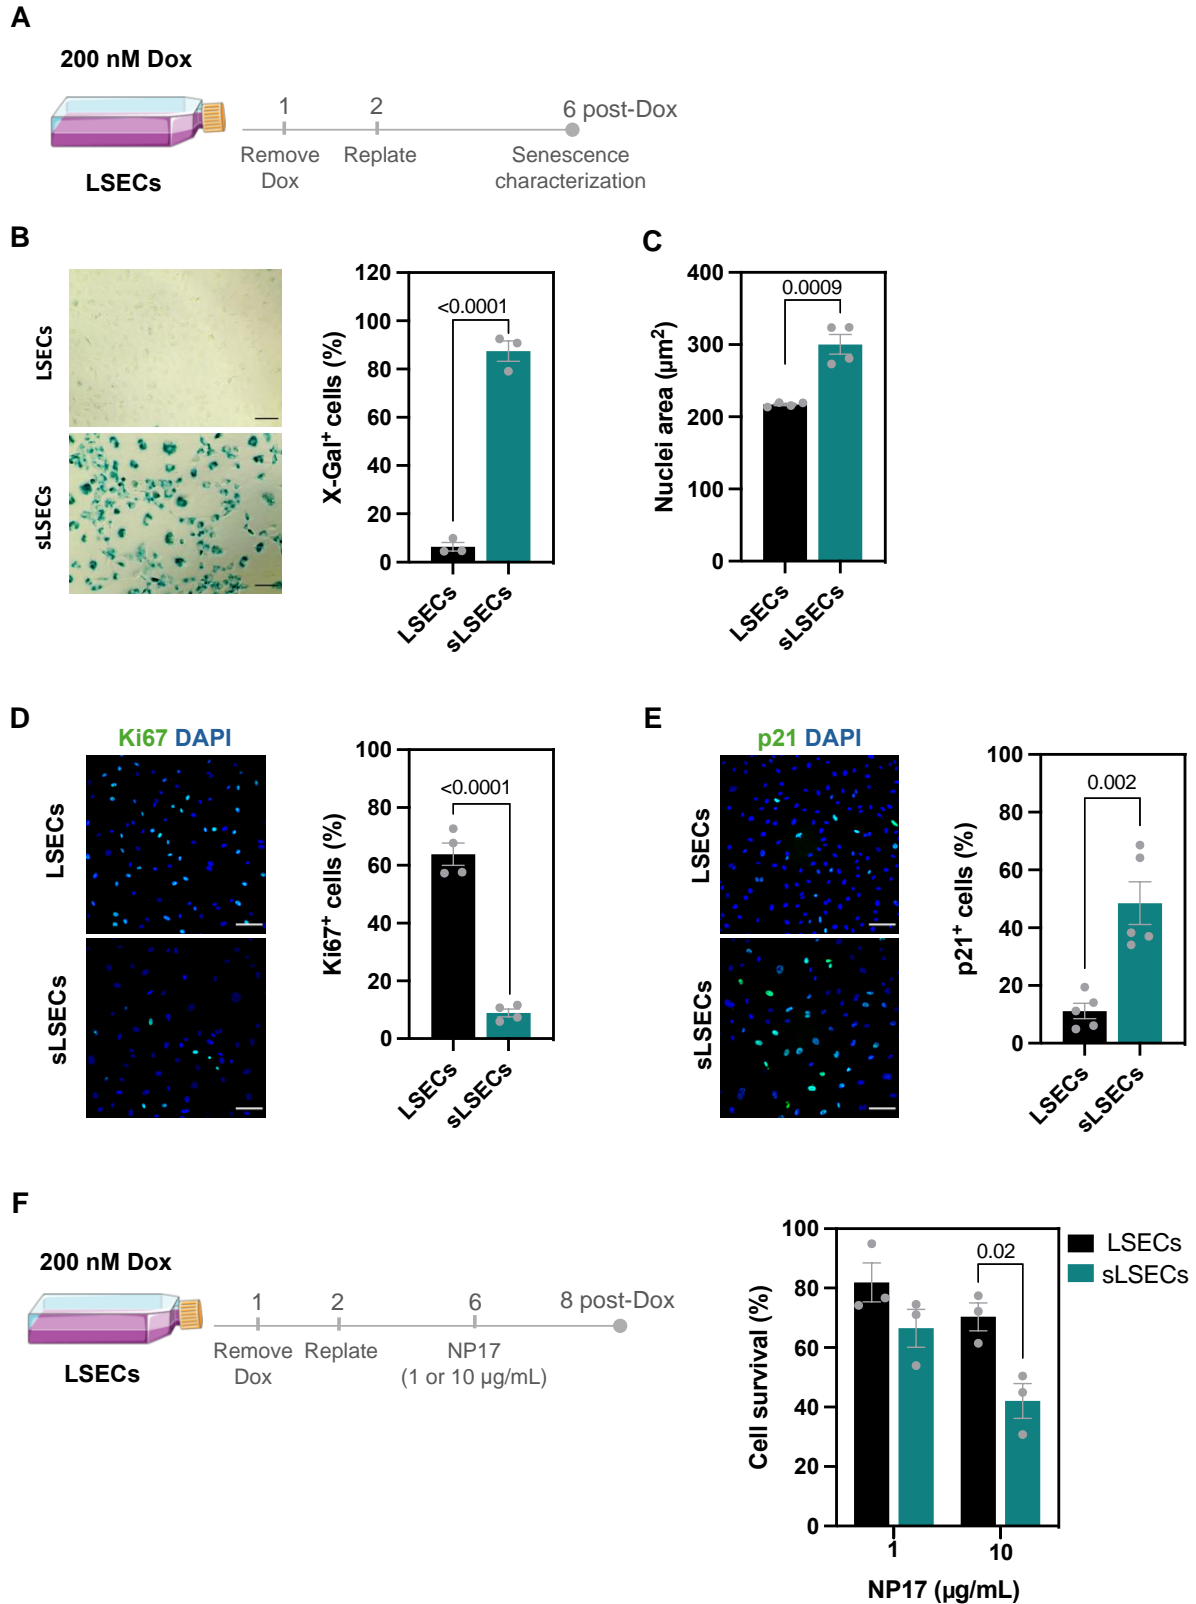 A
200 nM Dox
LSECs
1
2
6 post-Dox
Remove
Dox
Replate
Senescence
characterization
B
LSECs
sLSECs
X-Gal⁺ cells (%)
120
100
80
60
40
20
0
<0.0001
LSECs
sLSECs
C
Nuclei area (µm²)
400
300
200
100
0
0.0009
LSECs
sLSECs
D
Ki67 DAPI
LSECs
sLSECs
Ki67⁺ cells (%)
100
80
60
40
20
0
<0.0001
LSECs
sLSECs
E
p21 DAPI
LSECs
sLSECs
p21⁺ cells (%)
100
80
60
40
20
0
0.002
LSECs
sLSECs
F
200 nM Dox
LSECs
1
2
6
8 post-Dox
Remove
Dox
Replate
NP17
(1 or 10 µg/mL)
Cell survival (%)
100
80
60
40
20
0
0.02
1
10
NP17 (µg/mL)
LSECs
sLSECs